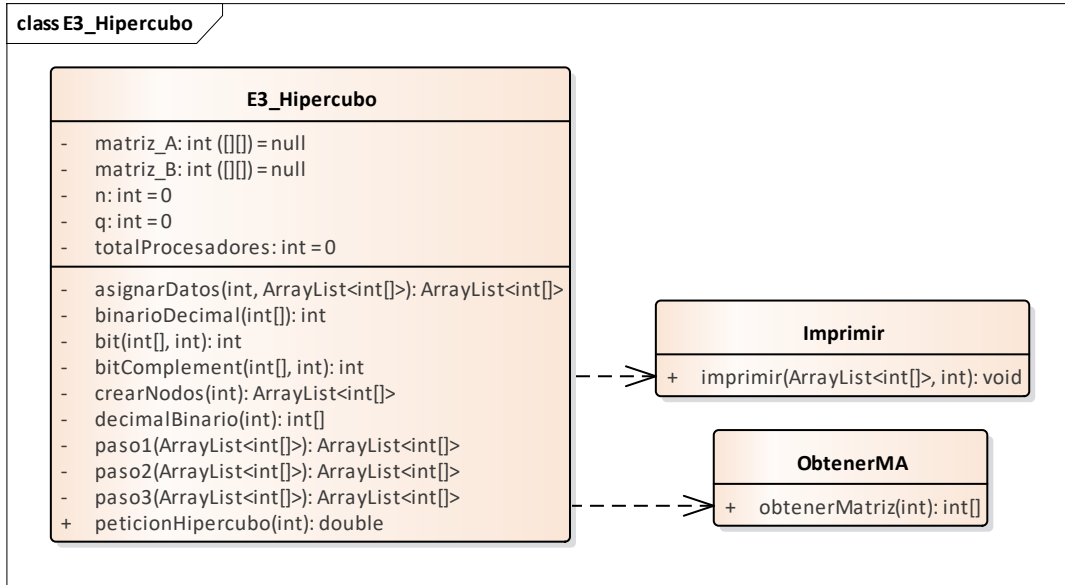 class E3_Hipercubo
E3_Hipercubo
- matriz_A: int ([][]) = null
- matriz_B: int ([][]) = null
- n: int = 0
- q: int = 0
- totalProcesadores: int = 0
- asignarDatos(int, ArrayList<int[]>): ArrayList<int[]>
- binarioDecimal(int[]): int
- bit(int[], int): int
- bitComplement(int[], int): int
- crearNodos(int): ArrayList<int[]>
- decimalBinario(int): int[]
- paso1(ArrayList<int[]>): ArrayList<int[]>
- paso2(ArrayList<int[]>): ArrayList<int[]>
- paso3(ArrayList<int[]>): ArrayList<int[]>
+ peticionHipercubo(int): double
Imprimir
+ imprimir(ArrayList<int[]>, int): void
ObtenerMA
+ obtenerMatriz(int): int[]